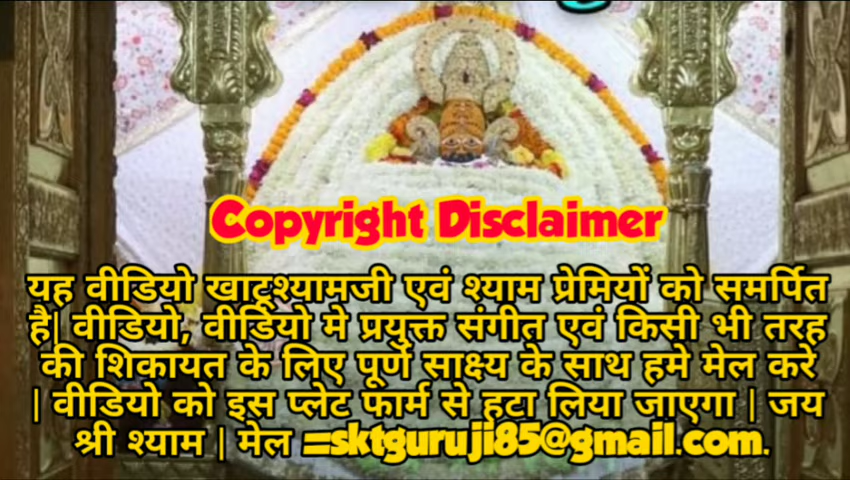 Copyright Disclaimer
यह वीडियो खाटूश्यामजी एवं श्याम प्रेमियों को समर्पित
है| वीडियो, वीडियो मे प्रयुक्त संगीत एवं किसी भी तरह
की शिकायत के लिए पूर्ण साक्ष्य के साथ हमे मेल करे
| वीडियो को इस प्लेट फार्म से हटा लिया जाएगा | जय
श्री श्याम | मेल =sktguruji85@gmail.com.